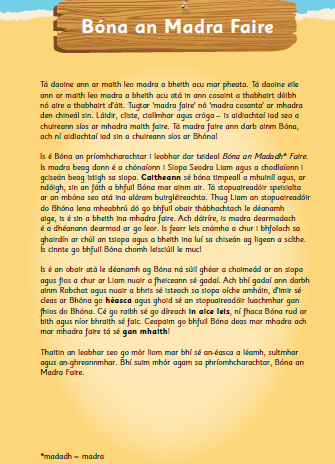 Bóna an Madra Faire
Tá daoine ann ar maith leo madra a bheith acu mar pheata. Tá daoine eile
ann ar maith leo madra a bheith acu atá in ann cosaint a thabhairt dóibh
nó aire a thabhairt d'áit. Tugtar 'madra faire' nó 'madra cosanta' ar mhadra
den chineál sin. Láidir, cliste, ciallmhar agus cróga – is aidiachtaí iad seo a
chuireann síos ar mhadra maith faire. Tá madra faire ann darb ainm Bóna,
ach ní aidiachtaí iad sin a chuireann síos ar Bhóna!
Is é Bóna an príomhcharachtar i leabhar dar teideal Bóna an Madadh* Faire.
Is madra beag donn é a chónaíonn i Siopa Seodra Liam agus a chodlaíonn i
gciseán beag istigh sa siopa. Caitheann sé bóna timpeall a mhuiníl agus, ar
ndóigh, sin an fáth a bhfuil Bóna mar ainm air. Tá stopuaireadóir speisialta
ar an mbóna seo atá ina aláram buirgléireachta. Thug Liam an stopuaireadóir
do Bhóna lena mheabhrú dó go bhfuil obair thábhachtach le déanamh
aige, is é sin a bheith ina mhadra faire. Ach dáiríre, is madra dearmadach
é a dhéanann dearmad ar go leor. Is fearr leis cnámha a chur i bhfolach sa
ghairdín ar chúl an tsiopa agus a bheith ina luí sa chiseán ag ligean a scíthe.
Is cinnte go bhfuil Bóna chomh leisciúil le muc!
Is é an obair atá le déanamh ag Bóna ná súil ghéar a choimeád ar an siopa
agus fios a chur ar Liam nuair a fheiceann sé gadaí. Ach bhí gadaí ann darbh
ainm Robhat agus nuair a bhris sé isteach sa siopa oíche amháin, d'imir sé
cleas ar Bhóna go héasca agus ghoid sé an stopuaireadóir luachmhar gan
fhios do Bhóna. Cé go raibh sé go díreach in aice leis, ní fhaca Bóna rud ar
bith agus níor bhraith sé faic. Ceapaim go bhfuil Bóna deas mar mhadra ach
mar mhadra faire tá sé gan mhaith!
Thaitin an leabhar seo go mór liom mar bhí sé an-éasca a léamh, sultmhar
agus an-ghreannmhar. Bhí suim mhór agam sa phríomhcharachtar, Bóna an
Madra Faire.
*madadh = madra